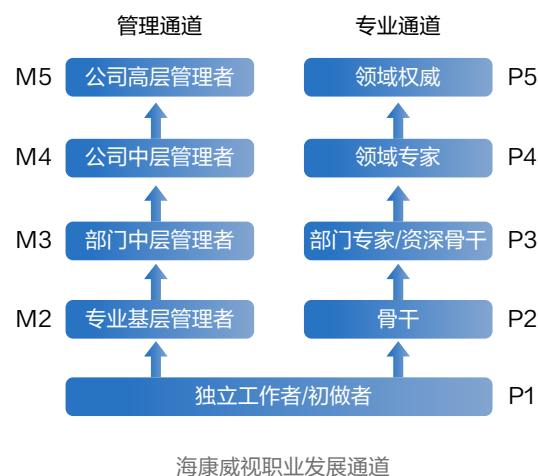 管理通道 专业通道
M5 公司高层管理者 领域权威 P5
M4 公司中层管理者 领域专家 P4
M3 部门中层管理者 部门专家/资深骨干 P3
M2 专业基层管理者 骨干 P2
独立工作者/初做者 P1
海康威视职业发展通道